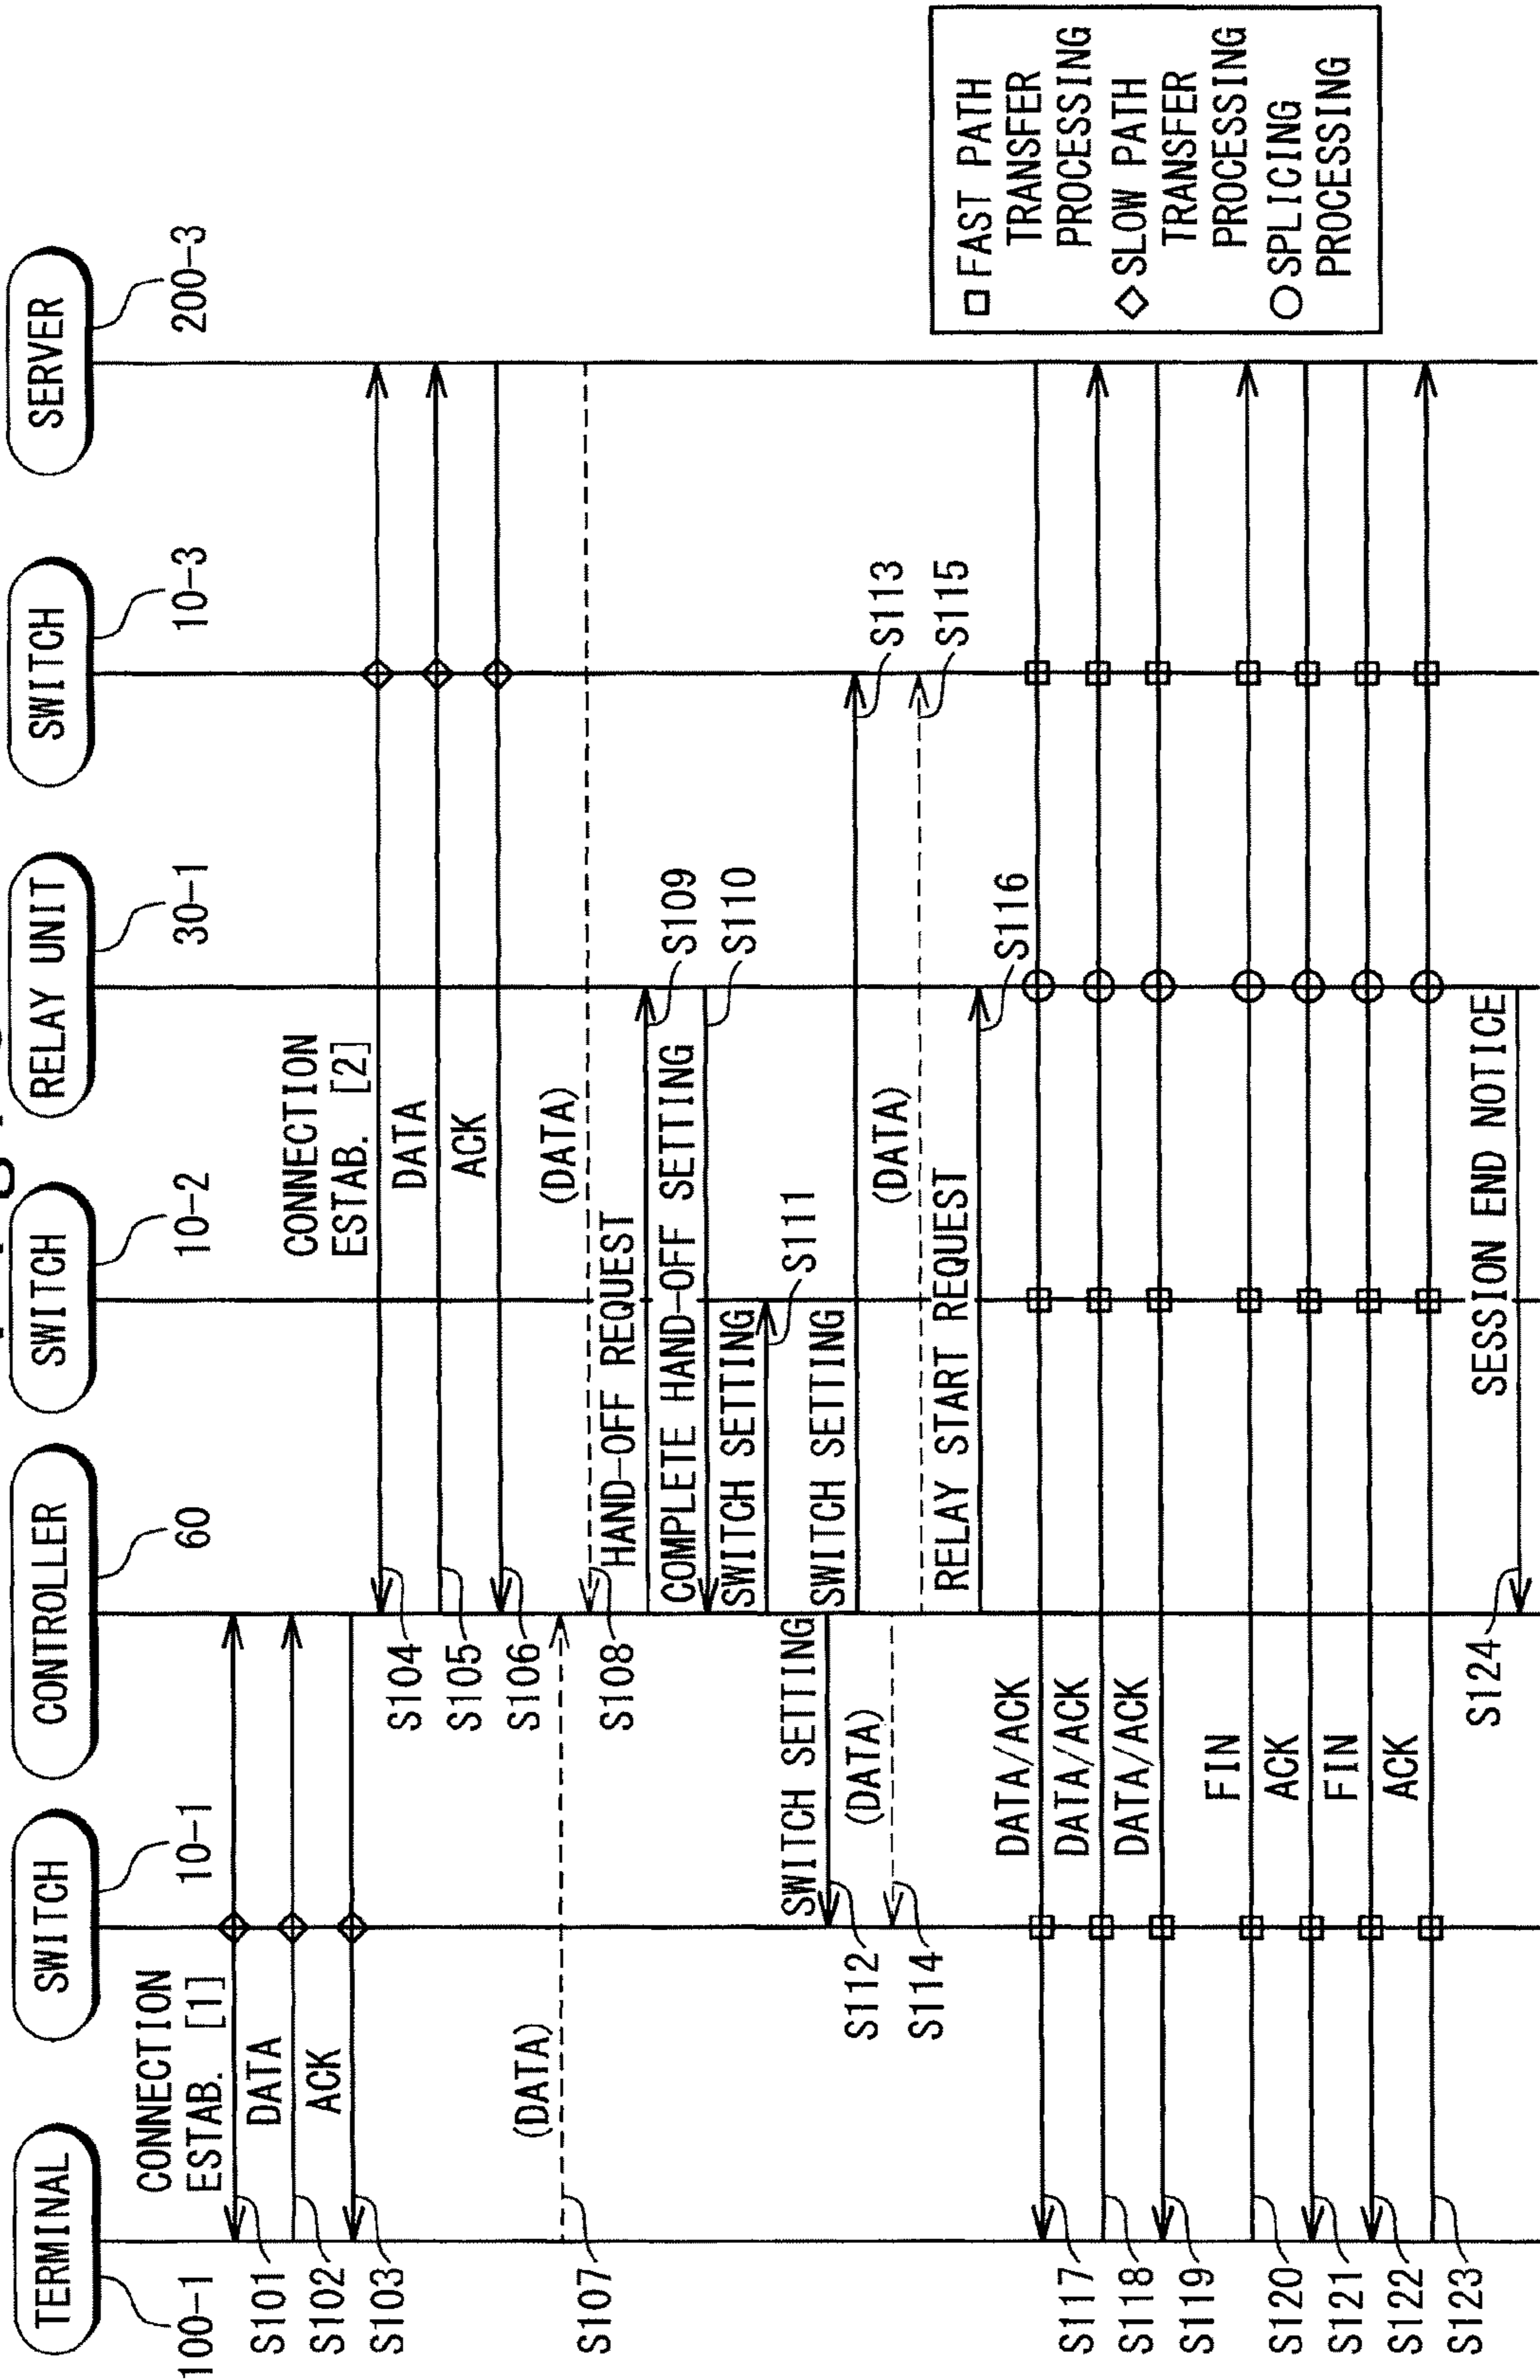 TERMINAL
SWITCH
CONTROLLER
SWITCH
RELAY UNIT
SWITCH
SERVER
100-1
10-1
60
10-2
30-1
10-3
200-3
CONNECTION
ESTAB. [1]
S101
DATA
S102
ACK
S103
CONNECTION
ESTAB. [2]
S104
DATA
S105
ACK
S106
(DATA)
S107
(DATA)
S108
HAND-OFF REQUEST
S109
COMPLETE HAND-OFF SETTING
S110
SWITCH SETTING
S111
SWITCH SETTING
S112
SWITCH SETTING
S113
(DATA)
S114
(DATA)
S115
RELAY START REQUEST
S116
DATA/ACK
S117
DATA/ACK
S118
DATA/ACK
S119
FIN
S120
ACK
S121
FIN
S122
ACK
S123
SESSION END NOTICE
S124
FAST PATH
TRANSFER
PROCESSING
SLOW PATH
TRANSFER
PROCESSING
SPLICING
PROCESSING